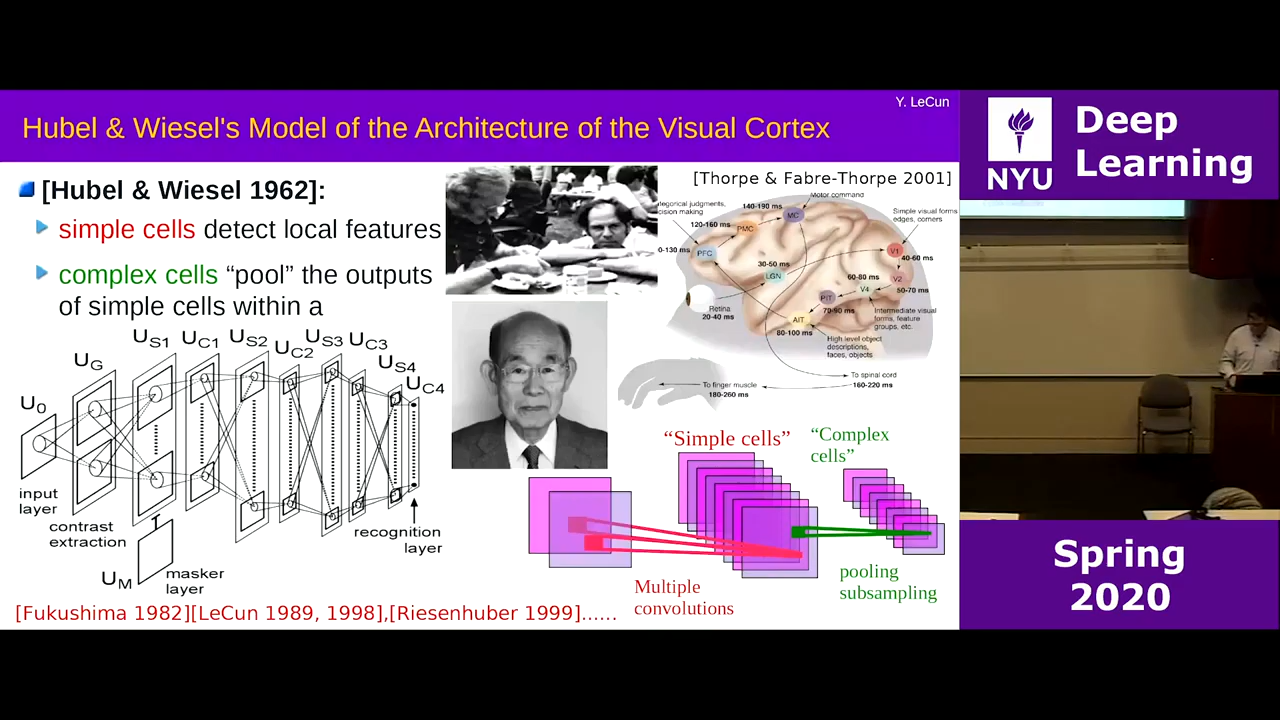 Y. LeCun
Hubel & Wiesel's Model of the Architecture of the Visual Cortex
[Hubel & Wiesel 1962]:
simple cells detect local features
complex cells “pool” the outputs
of simple cells within a
U0
UG
US1
UC1
US2
UC2
US3
UC3
US4
UC4
input
layer
contrast
extraction
UM
masker
layer
recognition
layer
[Fukushima 1982][LeCun 1989, 1998],[Riesenhuber 1999]......
[Thorpe & Fabre-Thorpe 2001]
Motor command
140-190 ms
MC
Simple visual forms
edges, corners
120-160 ms
PMC
PFC
30-50 ms
LGN
V1
40-60 ms
V2
50-70 ms
60-80 ms
V4
PIT
70-90 ms
AIT
80-100 ms
Retina
20-40 ms
Intermediate visual
forms, feature
groups, etc.
High level object
descriptions,
faces, objects
To spinal cord
160-220 ms
To finger muscle
180-260 ms
“Simple cells”
“Complex
cells”
Multiple
convolutions
pooling
subsampling
NYU
Deep
Learning
Spring
2020